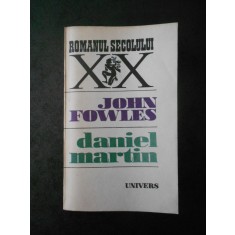 ROMANUL SECOLULUI
XX
JOHN
FOWLES
daniel
martin
UNIVERS